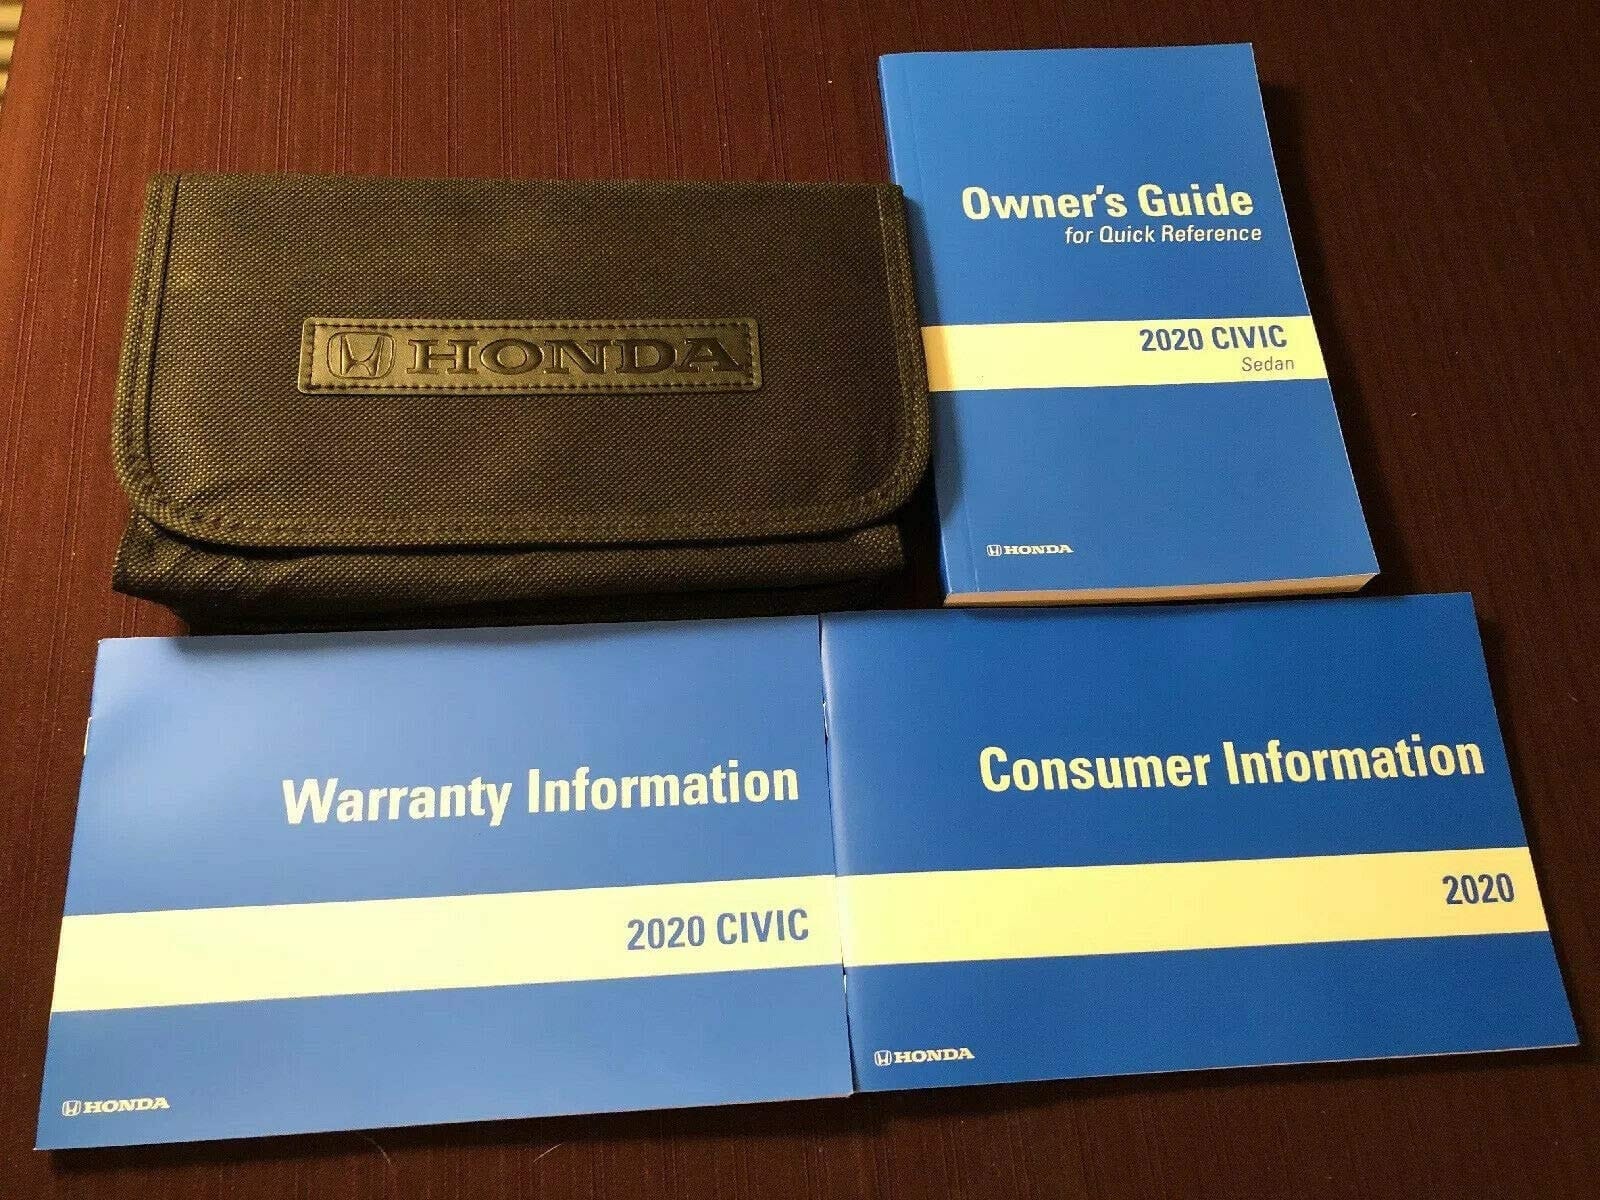 HONDA
Owner's Guide
for Quick Reference
2020 CIVIC
Sedan
HONDA
Warranty Information
2020 CIVIC
HONDA
Consumer Information
2020
HONDA